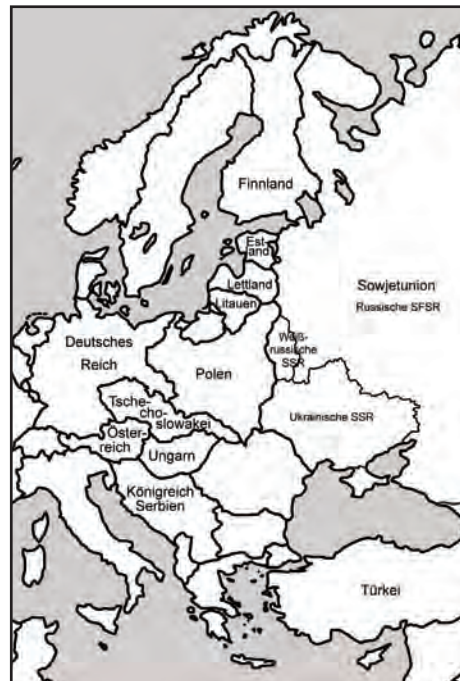 Finnland
Est-
land
Lettland
Litauen
Sowjetunion
Russische SFSR
Weiß-
russische
SSR
Deutsches
Reich
Polen
Tsche-
cho-
slowakei
Ukrainische SSR
Öster-
reich
Ungarn
Königreich
Serbien
Türkei